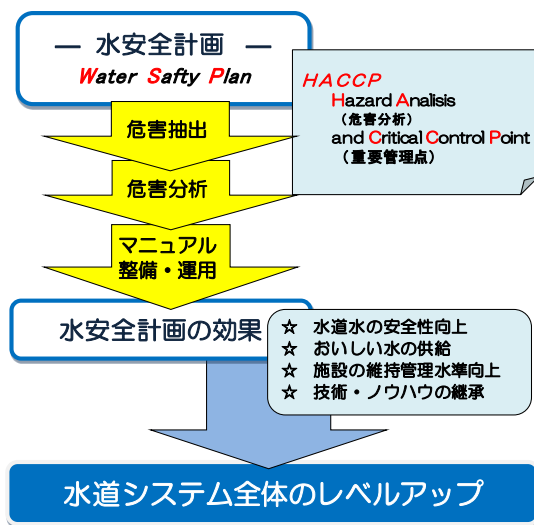 ― 水安全計画 ―
Water Safty Plan
HACCP
Hazard Analisis
（危害分析）
and Critical Control Point
（重要管理点）
危害抽出
危害分析
マニュアル
整備・運用
水安全計画の効果
☆ 水道水の安全性向上
☆ おいしい水の供給
☆ 施設の維持管理水準向上
☆ 技術・ノウハウの継承
水道システム全体のレベルアップ